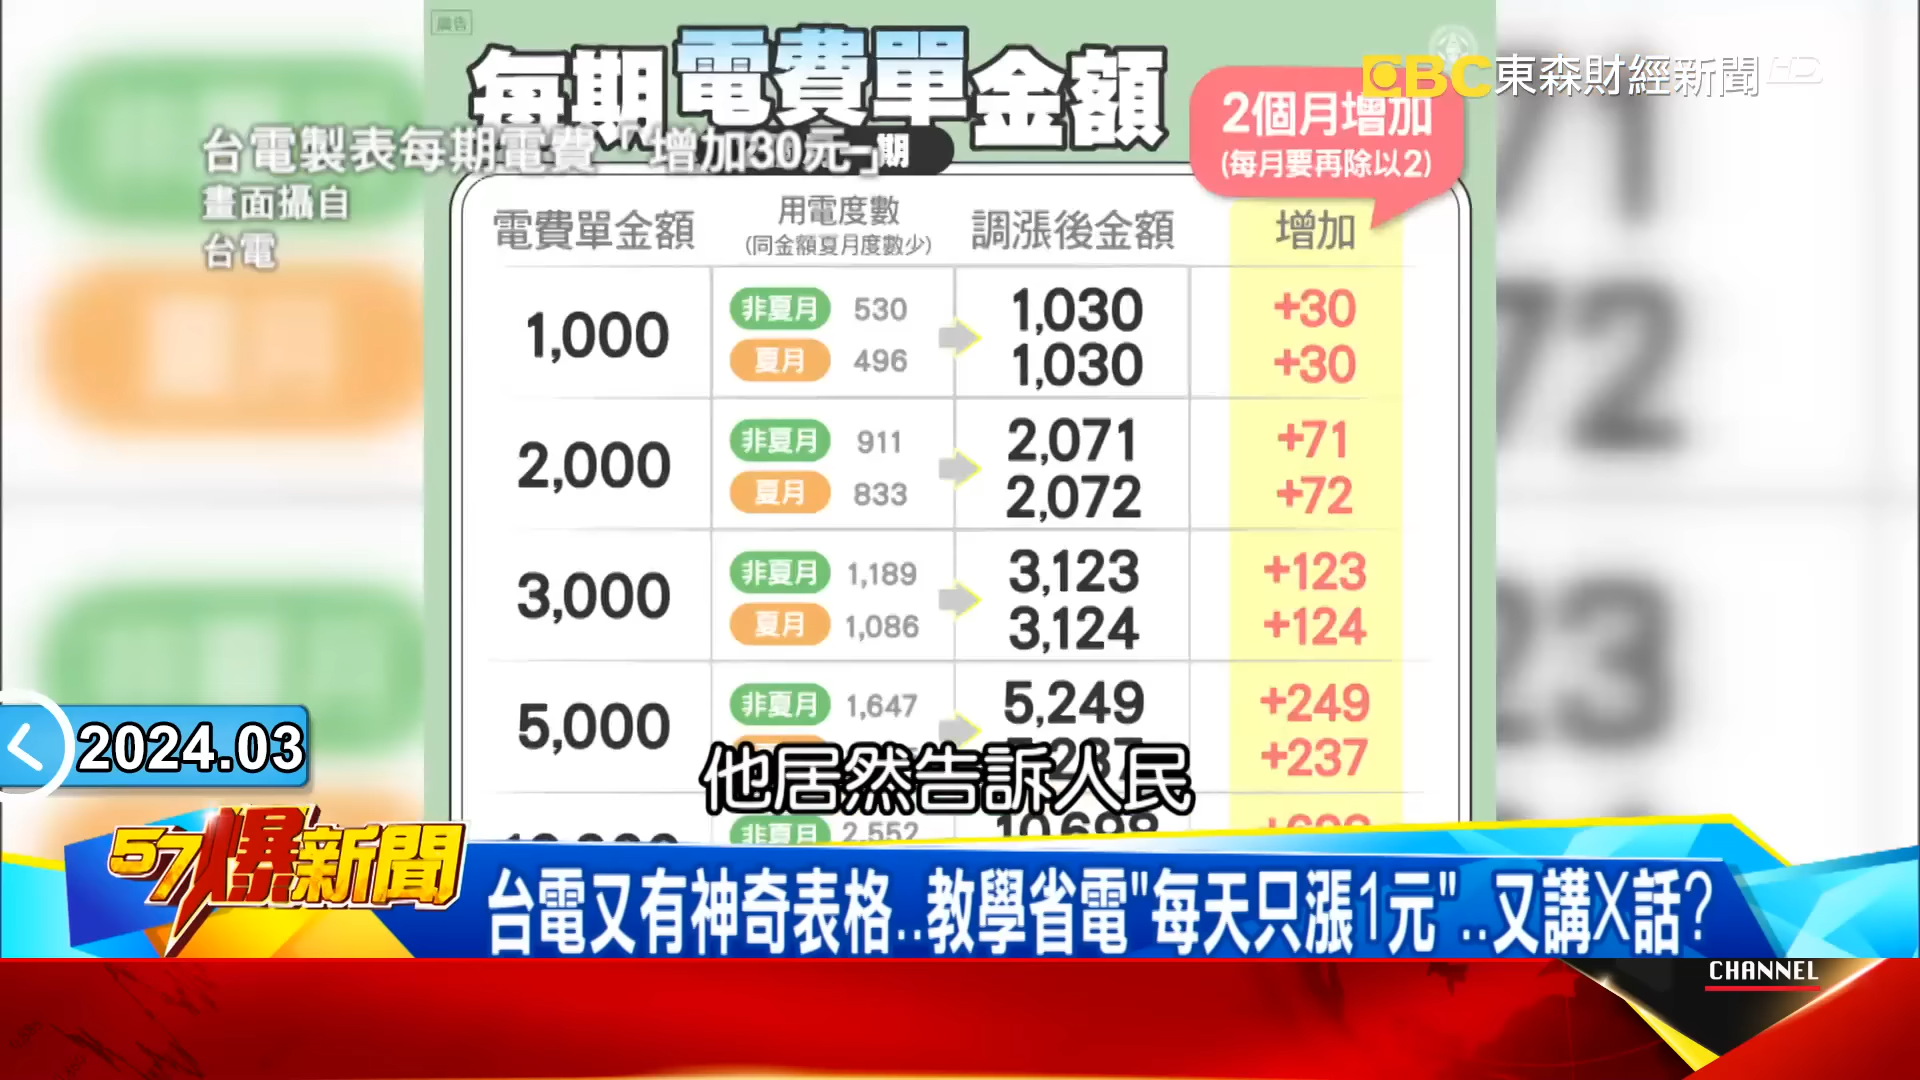 廣告
每期電費單金額
EBC東森財經新聞HD
2個月增加
(每月要再除以2)
台電製表每期電費「增加30元」
期
畫面攝自
台電
電費單金額
用電度數
(同金額夏月度數少)
調漲後金額
增加
1,000
非夏月 530
1,030
+30
夏月 496
1,030
+30
2,000
非夏月 911
2,071
+71
夏月 833
2,072
+72
3,000
非夏月 1,189
3,123
+123
夏月 1,086
3,124
+124
5,000
非夏月 1,647
5,249
+249
5,237
+237
他居然告訴人民
2024.03
非夏月 2,552
10,698
57爆新聞
台電又有神奇表格..教學省電"每天只漲1元"..又講X話?
CHANNEL